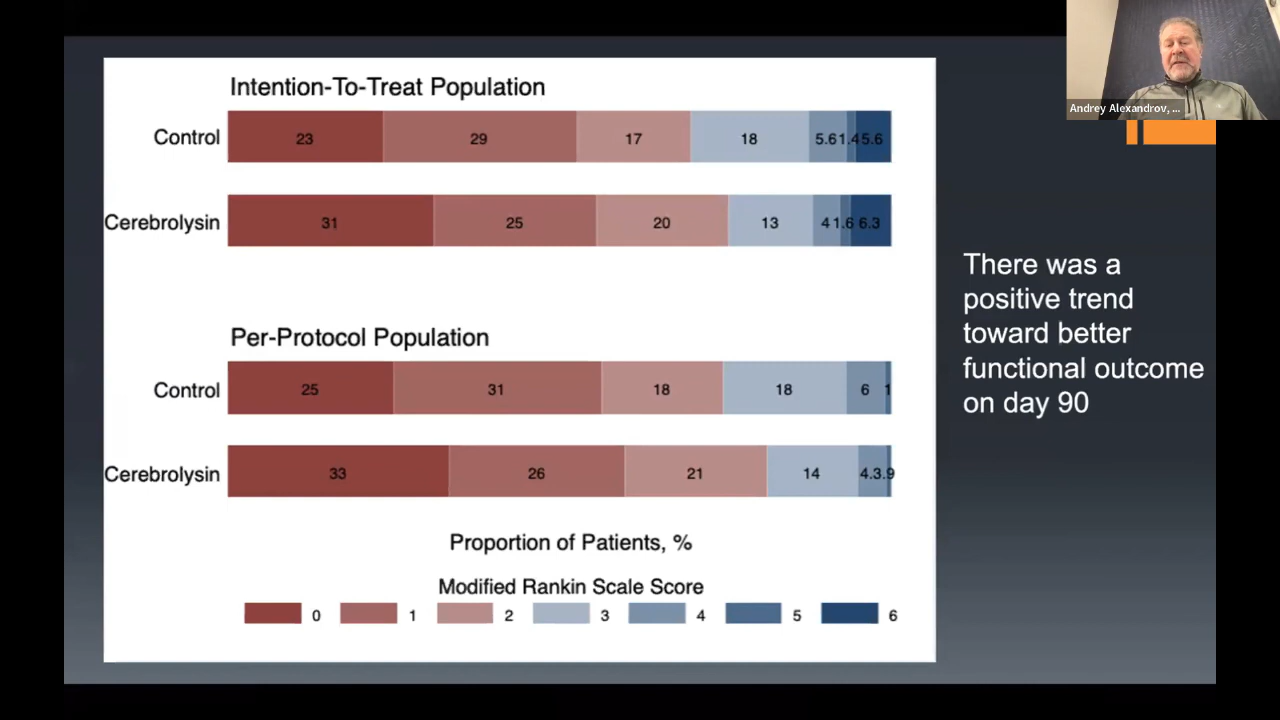 Andrey Alexandrov, ...
Intention-To-Treat Population
Control 23 29 17 18 5.6 1.4 5.6
Cerebrolysin 31 25 20 13 4 1.6 6.3
There was a
positive trend
toward better
functional outcome
on day 90
Per-Protocol Population
Control 25 31 18 18 6 1
Cerebrolysin 33 26 21 14 4.3 .9
Proportion of Patients, %
Modified Rankin Scale Score
0 1 2 3 4 5 6